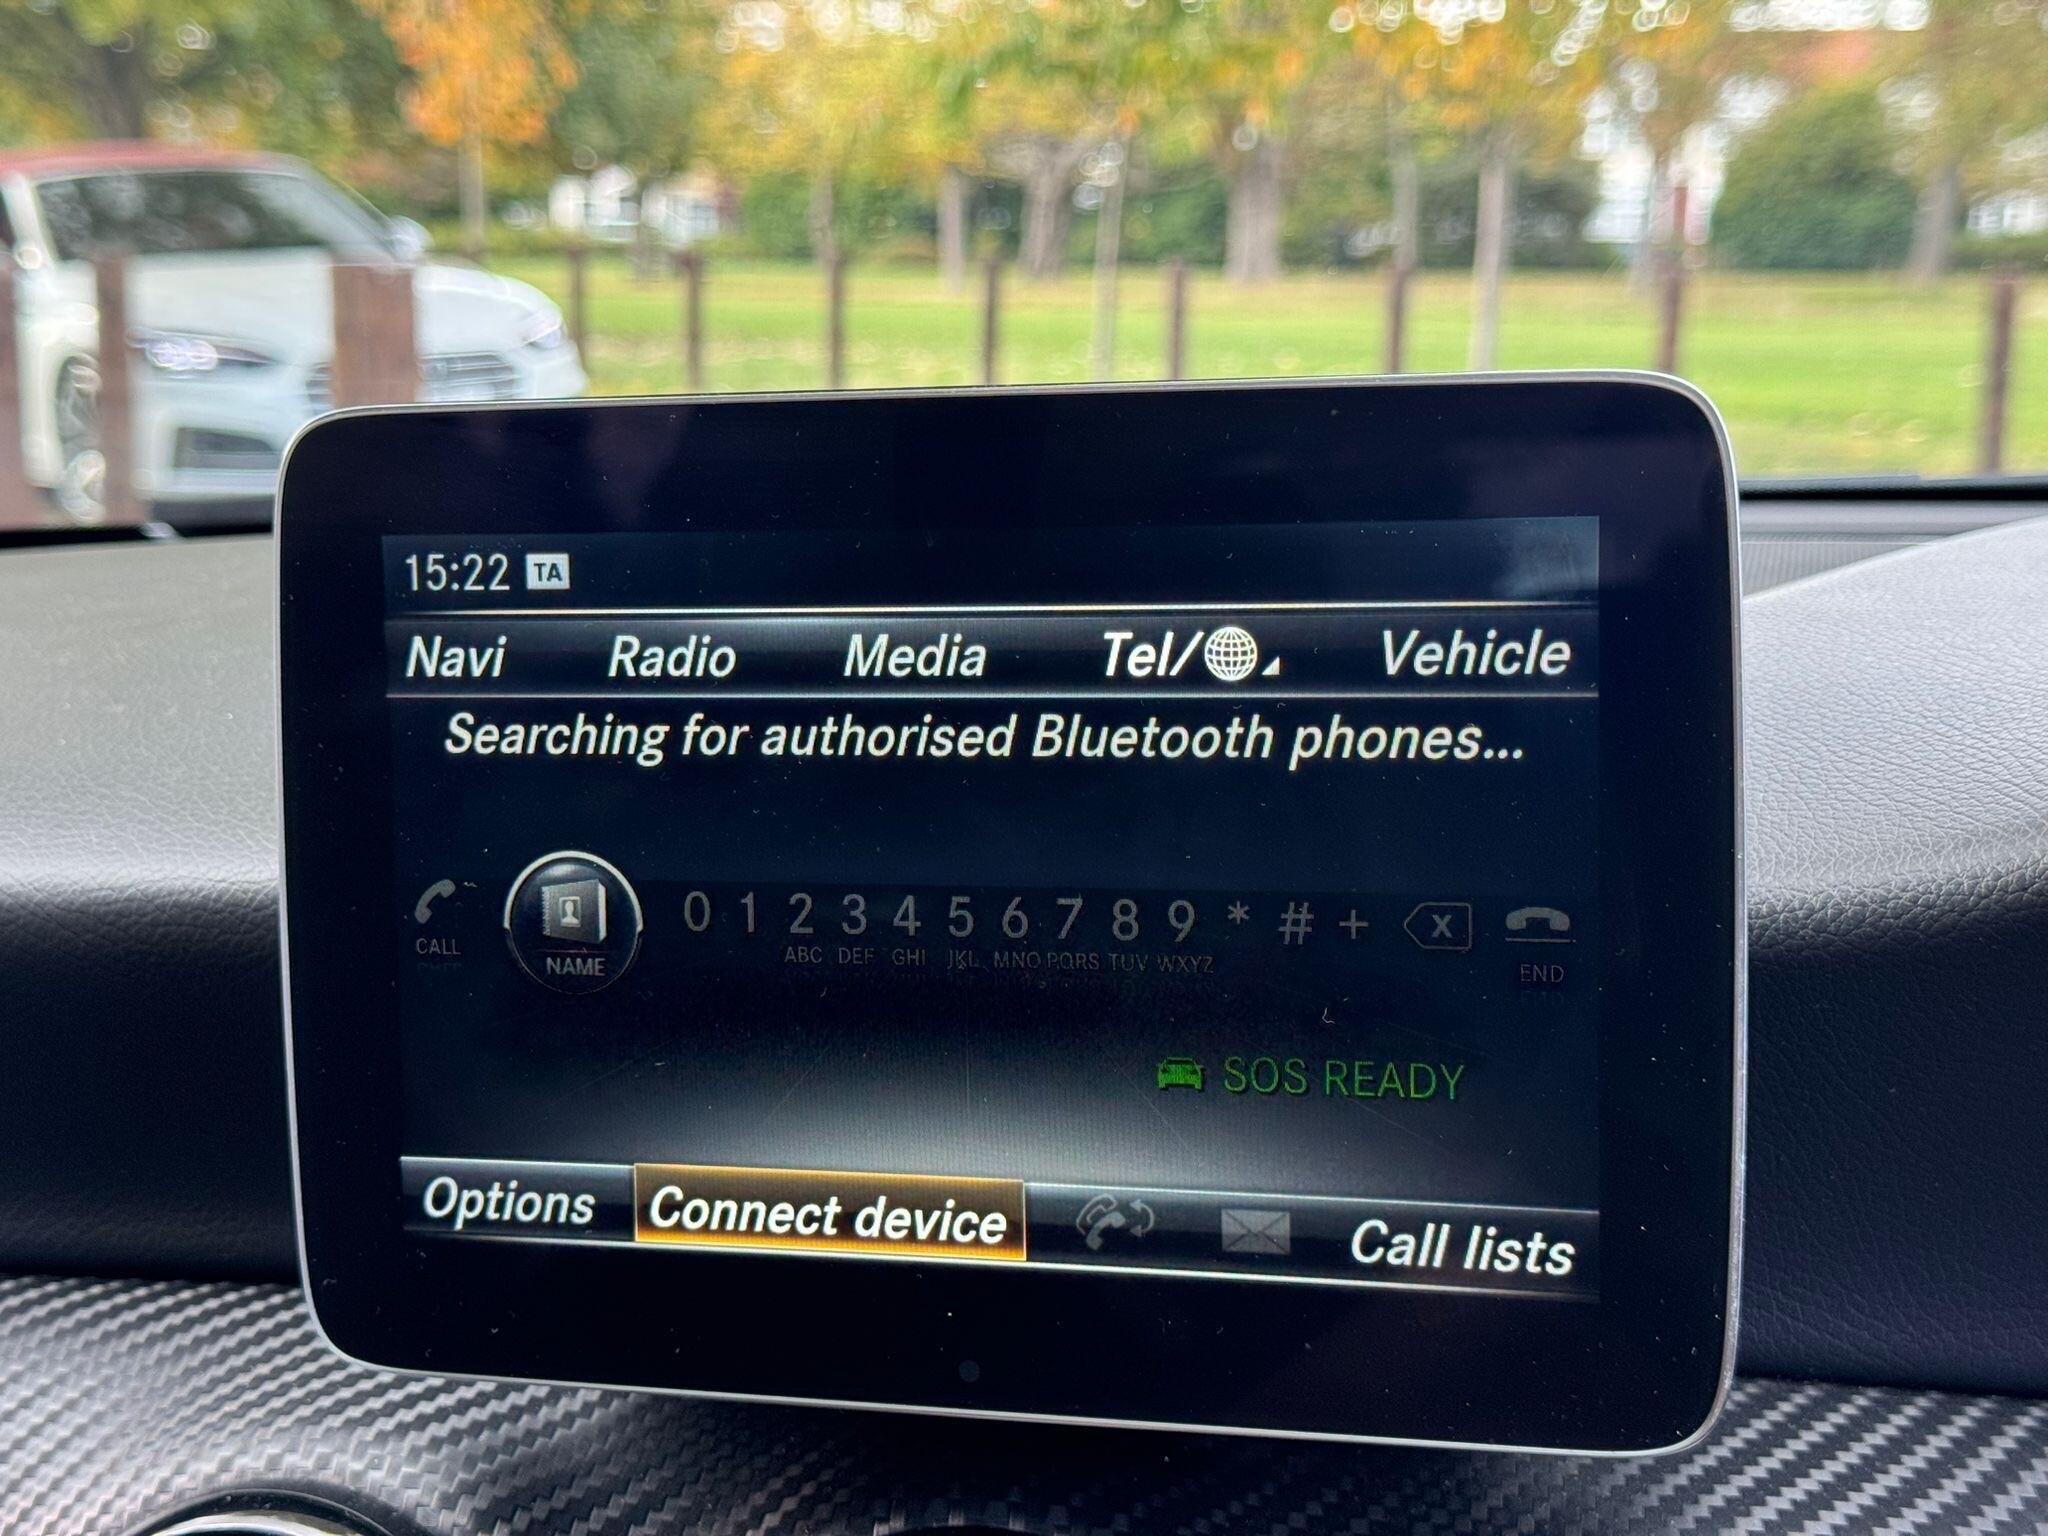 15:22 TA
Navi Radio Media Tel/ Vehicle
Searching for authorised Bluetooth phones...
0 1 2 3 4 5 6 7 8 9 * # + X
ABC DEF GHI JKL MNO PQRS TUV WXYZ
CALL NAME END
SOS READY
Options Connect device Call lists